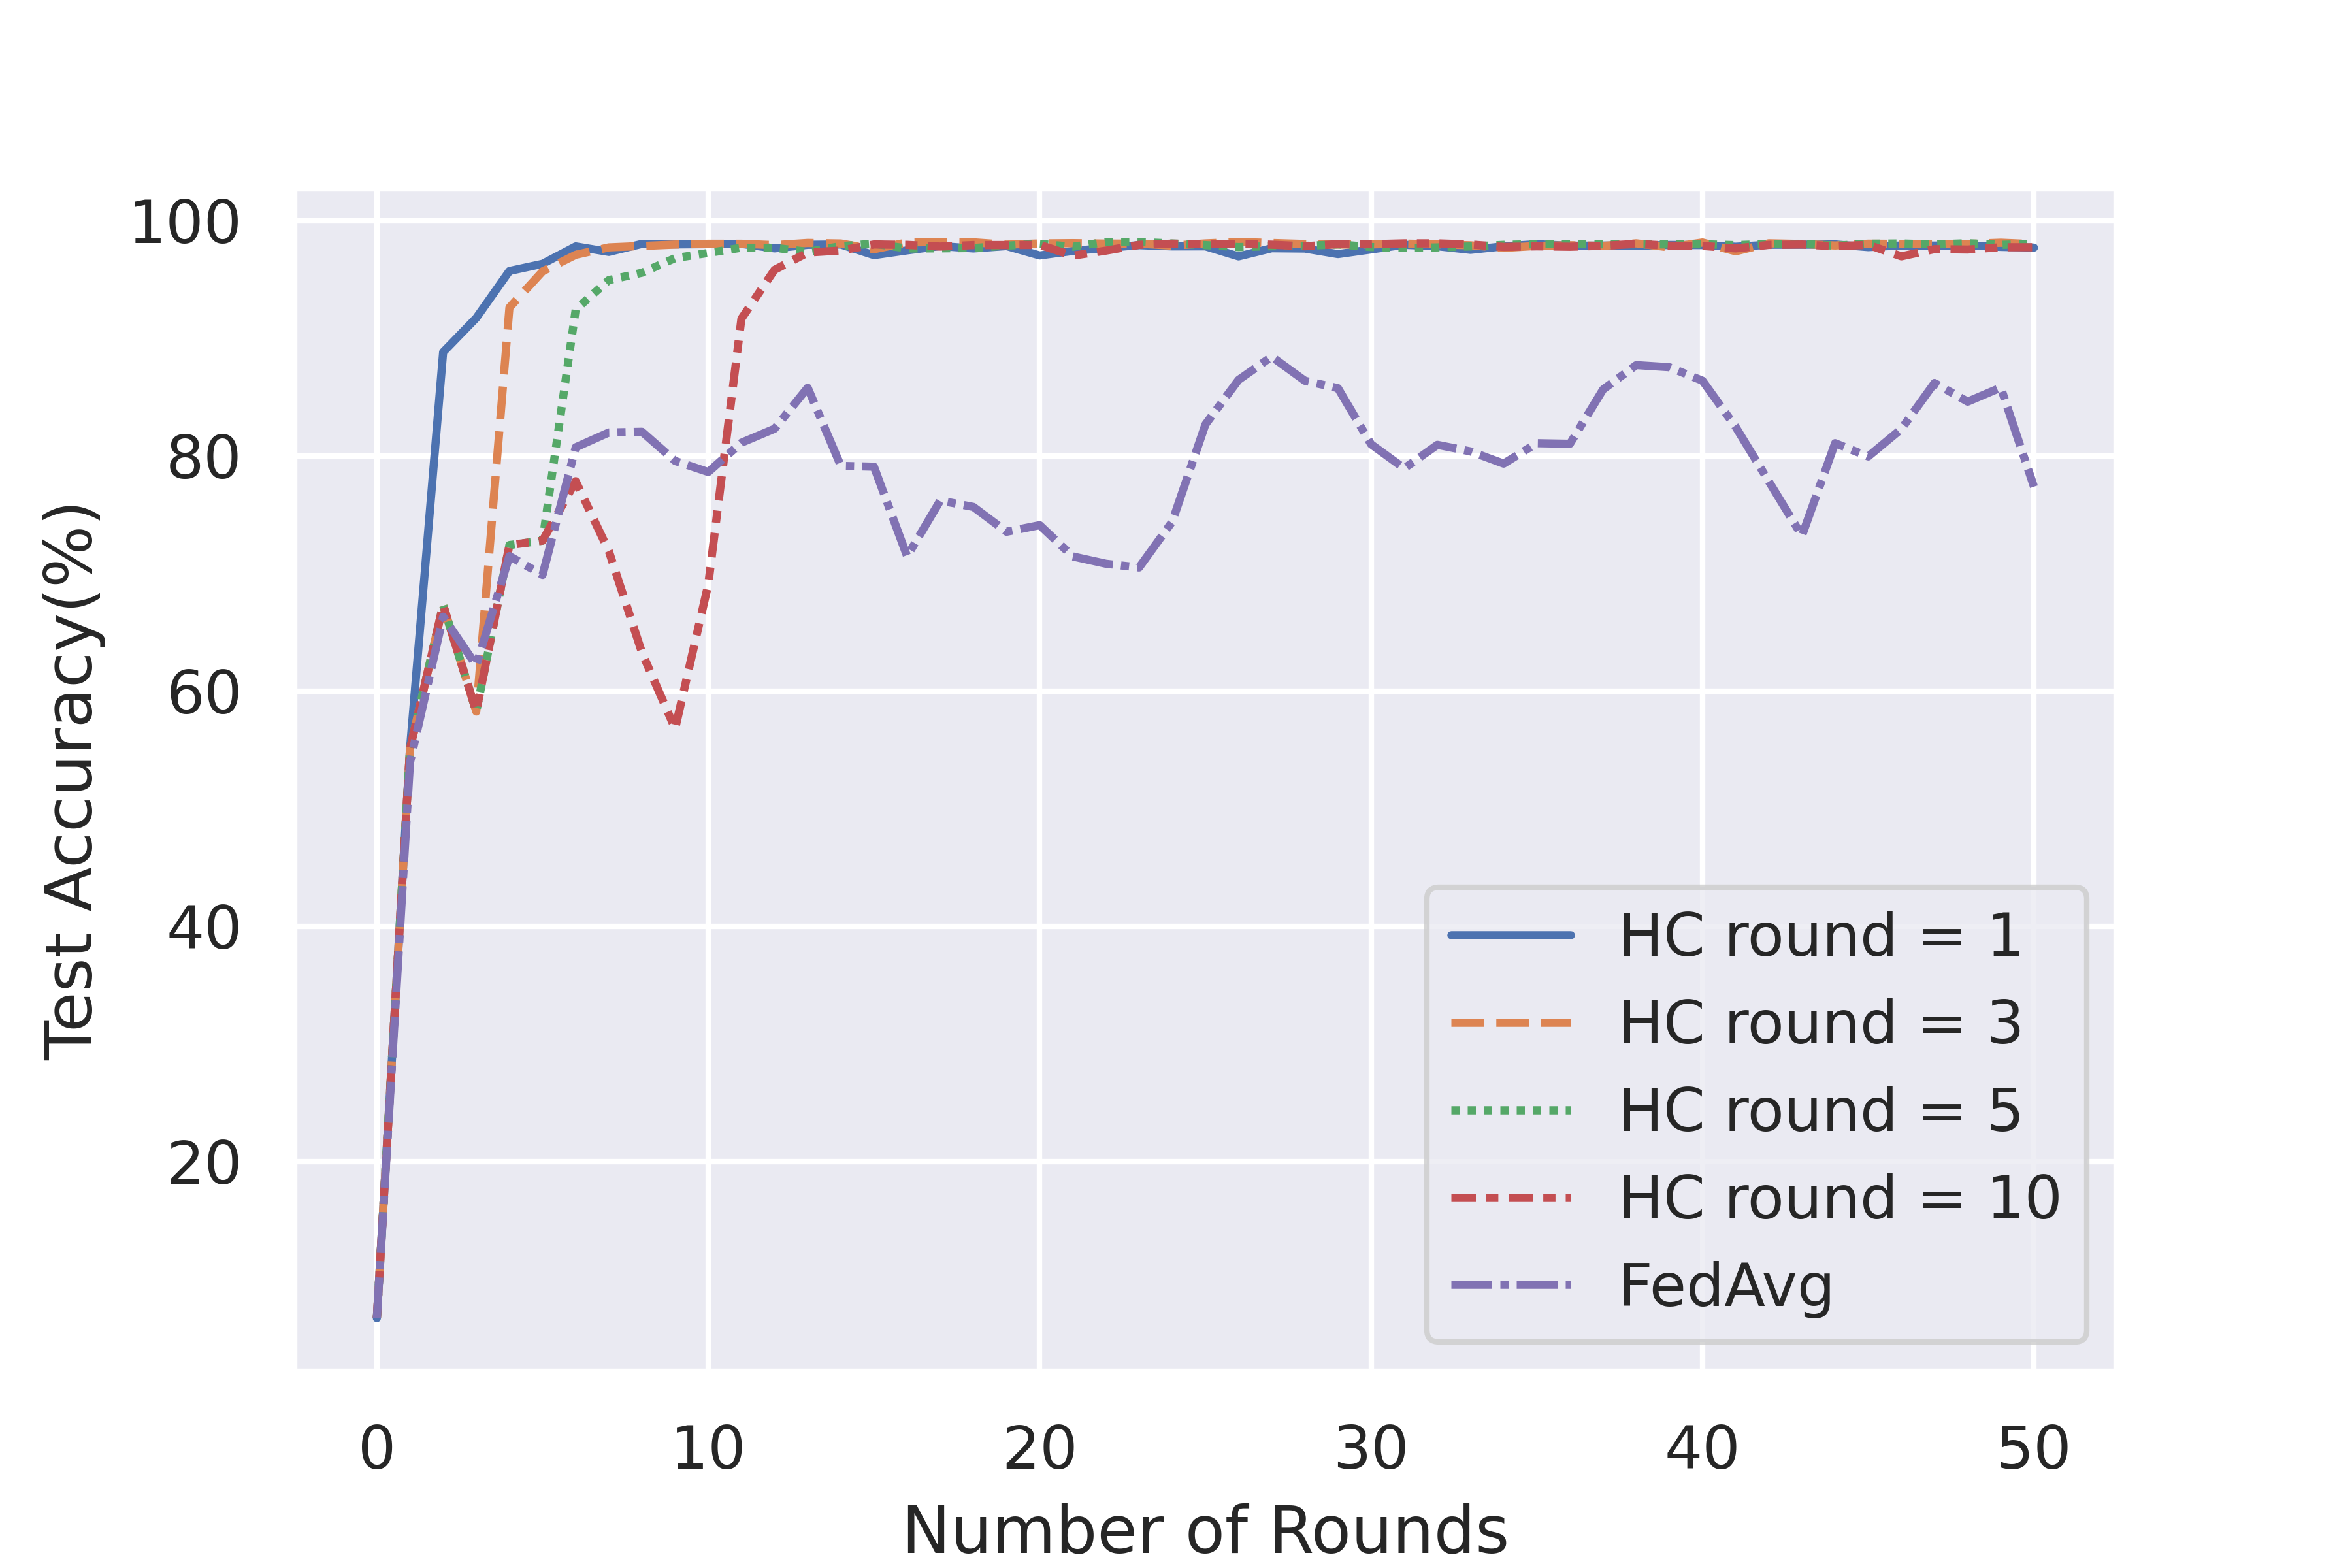 100
80
60
40
20
Test Accuracy(%)
HC round = 1
HC round = 3
HC round = 5
HC round = 10
FedAvg
0 10 20 30 40 50
Number of Rounds